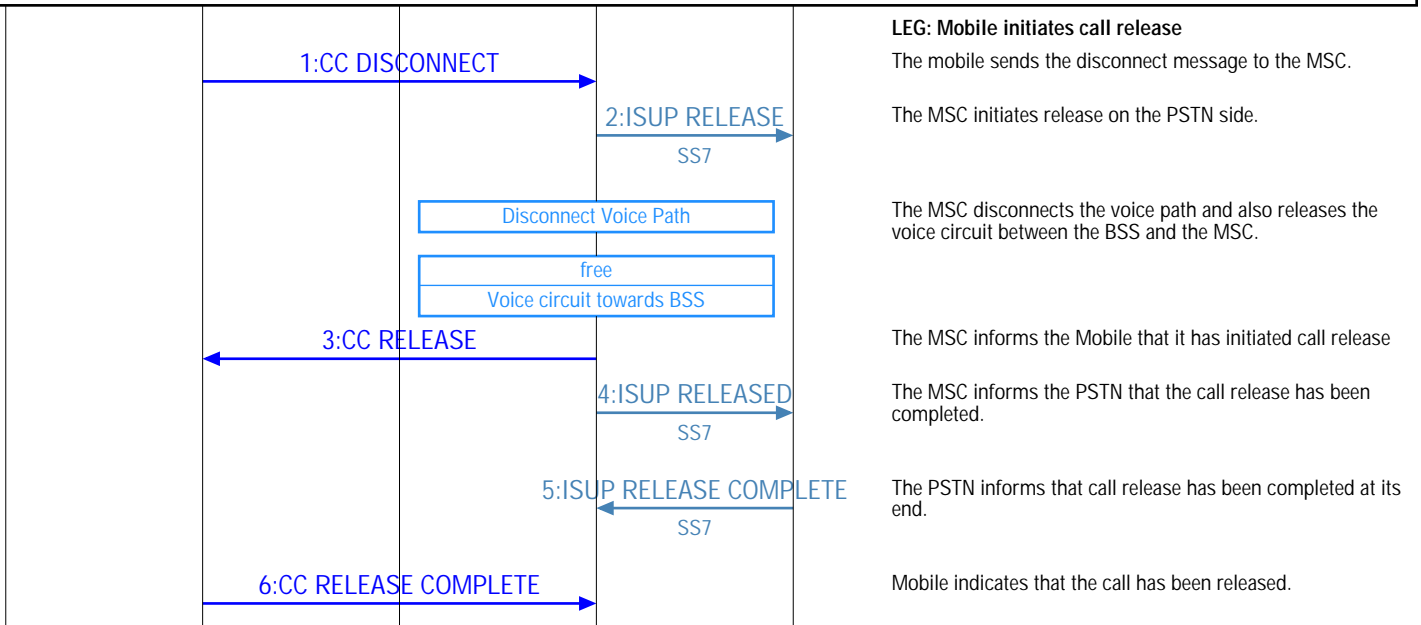 LEG: Mobile initiates call release
1:CC DISCONNECT
The mobile sends the disconnect message to the MSC.
2:ISUP RELEASE
SS7
The MSC initiates release on the PSTN side.
Disconnect Voice Path
The MSC disconnects the voice path and also releases the
voice circuit between the BSS and the MSC.
free
Voice circuit towards BSS
3:CC RELEASE
The MSC informs the Mobile that it has initiated call release
4:ISUP RELEASED
SS7
The MSC informs the PSTN that the call release has been
completed.
5:ISUP RELEASE COMPLETE
SS7
The PSTN informs that call release has been completed at its
end.
6:CC RELEASE COMPLETE
Mobile indicates that the call has been released.